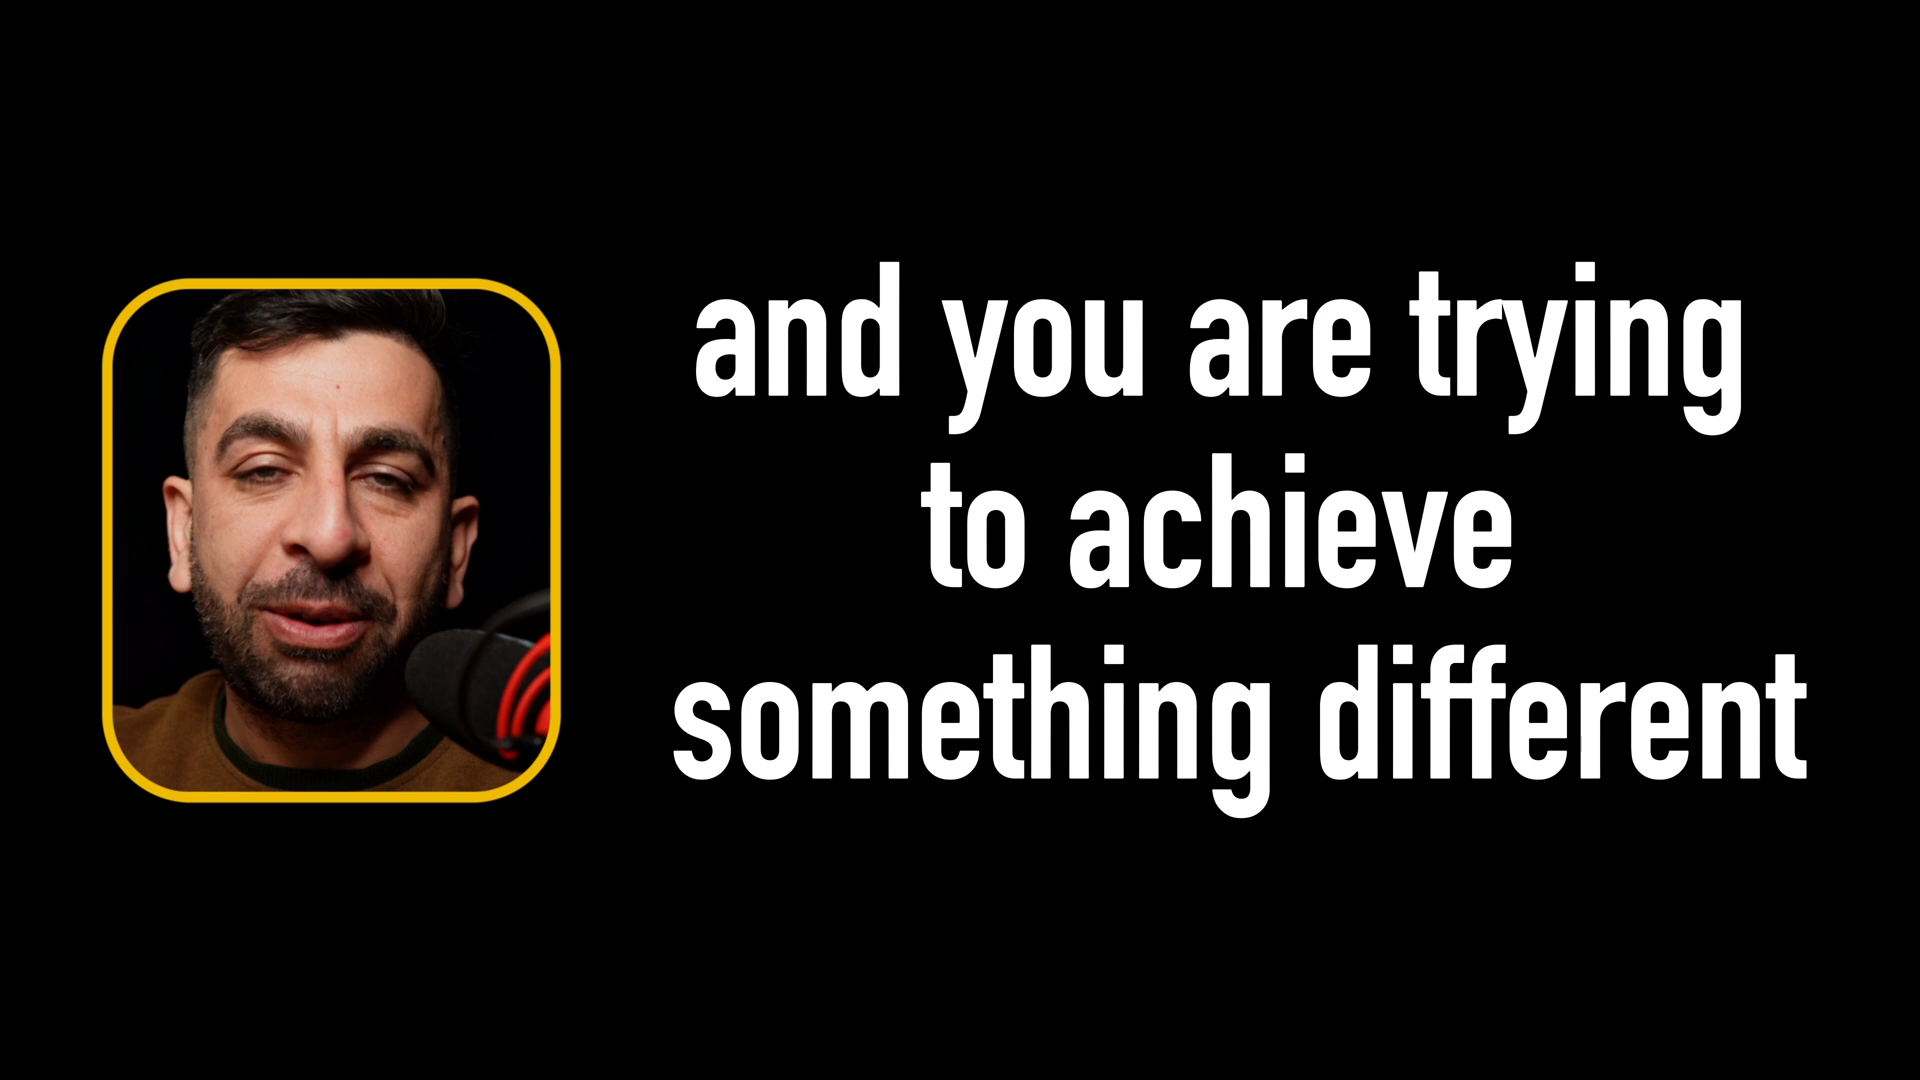 and you are trying
to achieve
something different